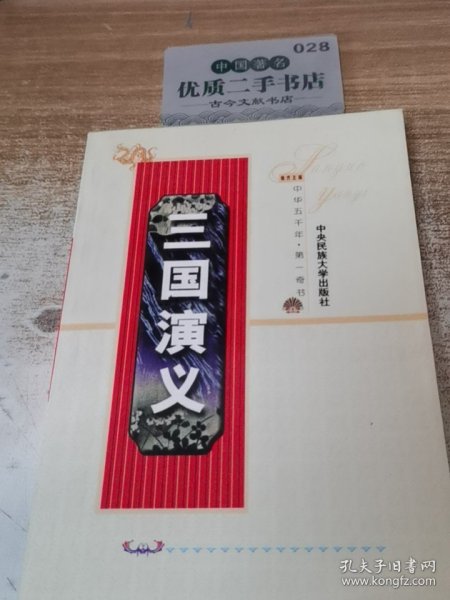 028
中国著名
优质二手书店
古今文献书店
Sanguo
Yanyi
中华五千年·第一奇书
中央民族大学出版社
三国演义
孔夫子旧书网
www.kongfz.com